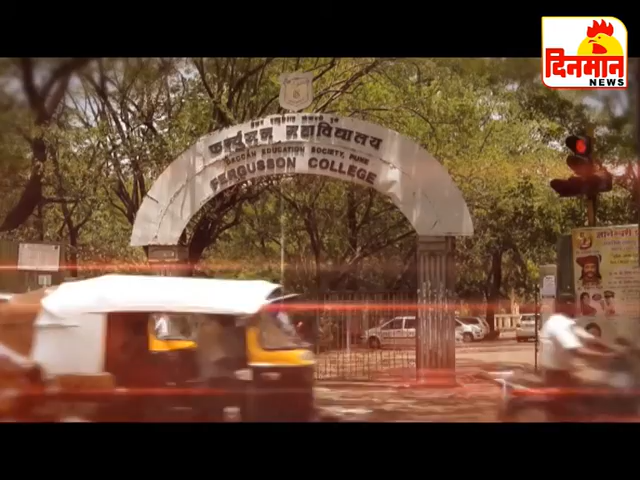 दिनमान
NEWS
फर्ग्युसन महाविद्यालय
DECCAN EDUCATION SOCIETY, PUNE
FERGUSSON COLLEGE